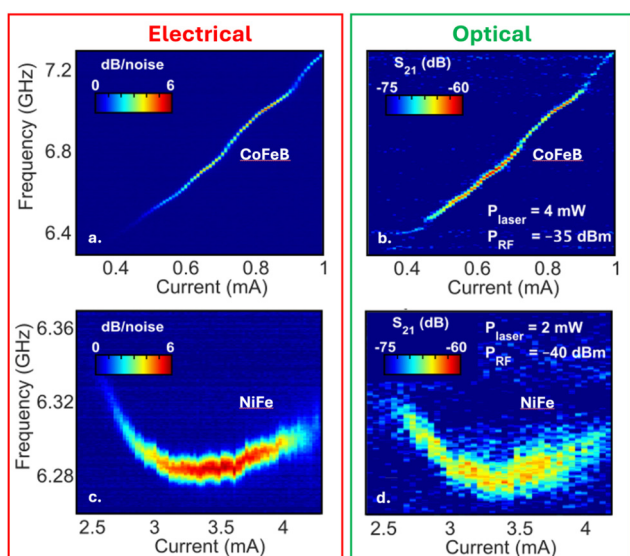 Electrical
Optical
dB/noise
0 6
7.2
6.8
6.4
Frequency (GHz)
CoFeB
a.
0.4 0.6 0.8 1
Current (mA)
S21 (dB)
-75 -60
CoFeB
P_laser = 4 mW
P_RF = −35 dBm
b.
0.4 0.6 0.8 1
Current (mA)
dB/noise
0 6
6.36
6.32
6.28
Frequency (GHz)
NiFe
c.
2.5 3 3.5 4
Current (mA)
S21 (dB)
-75 -60
P_laser = 2 mW
P_RF = −40 dBm
NiFe
d.
2.5 3 3.5 4
Current (mA)